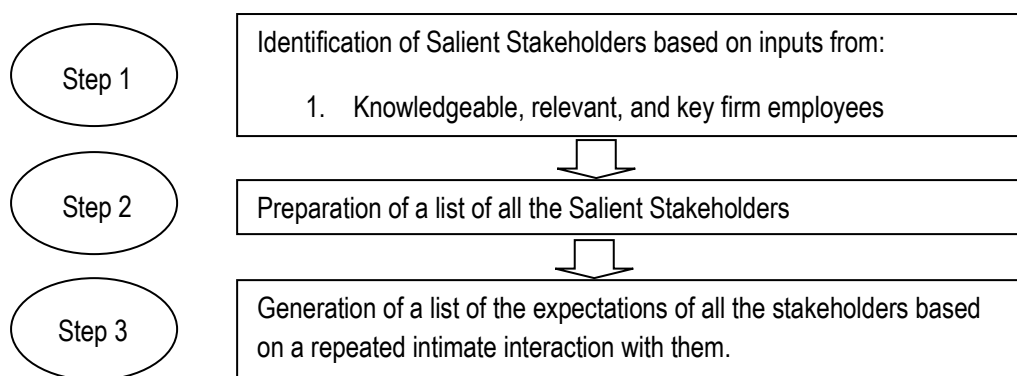 Step 1
Identification of Salient Stakeholders based on inputs from:
1. Knowledgeable, relevant, and key firm employees
Step 2
Preparation of a list of all the Salient Stakeholders
Step 3
Generation of a list of the expectations of all the stakeholders based
on a repeated intimate interaction with them.